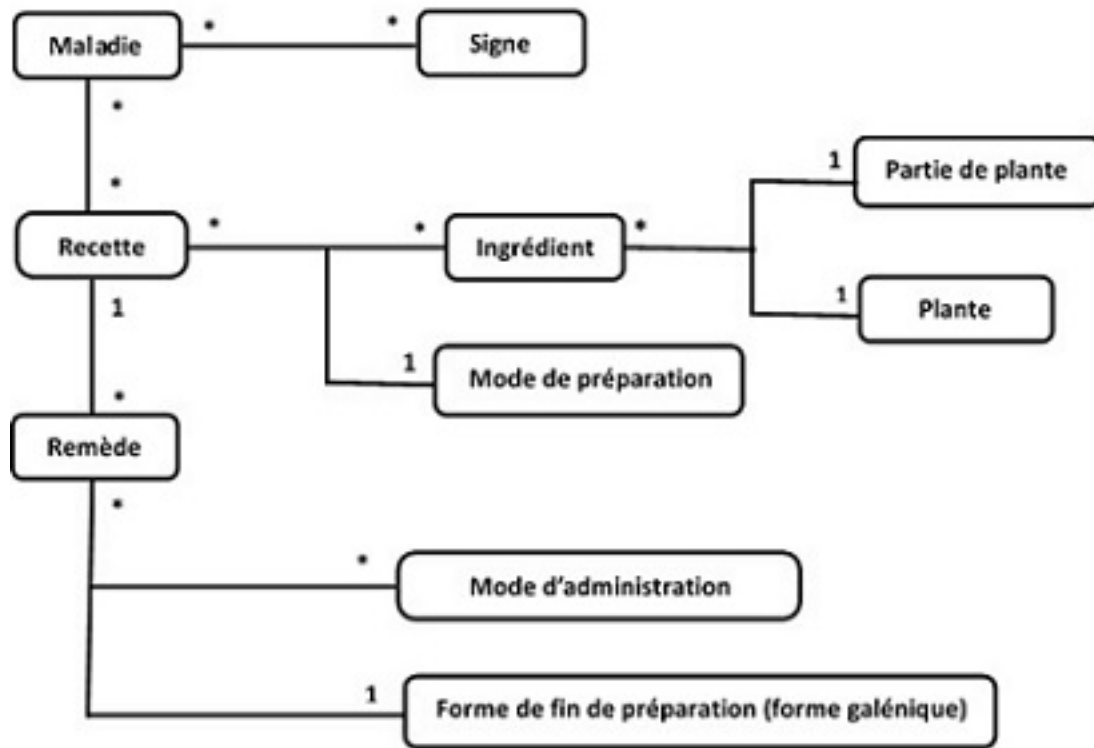 Maladie
*
*
Signe
*
*
Recette
*
*
Ingrédient
*
1
Partie de plante
1
Plante
1
1
Mode de préparation
*
Remède
*
*
Mode d'administration
1
Forme de fin de préparation (forme galénique)